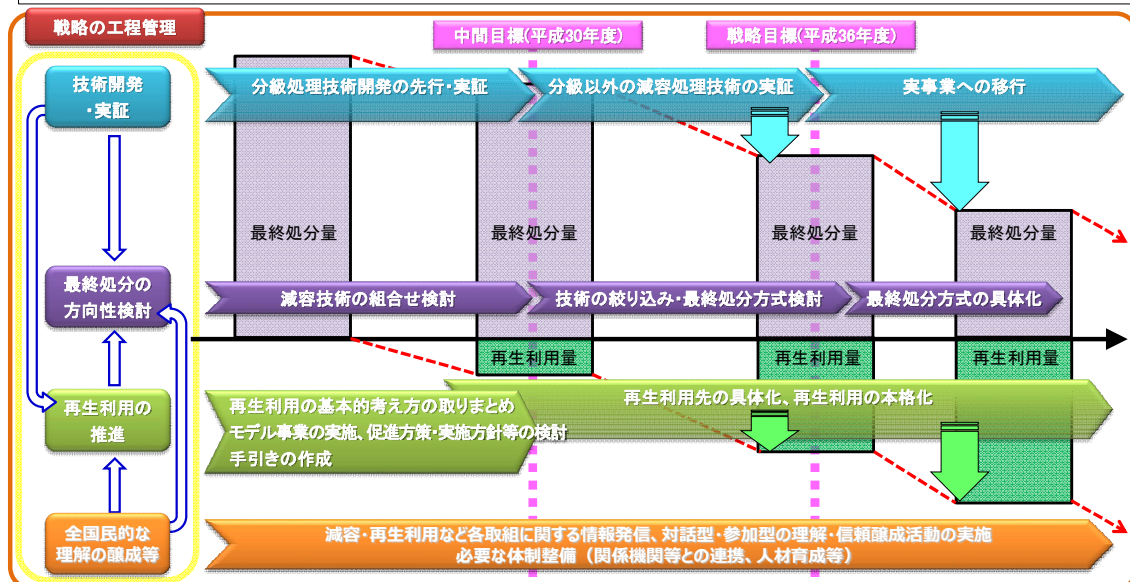 戦略の工程管理
中間目標(平成30年度)
戦略目標(平成36年度)
技術開発
・実証
分級処理技術開発の先行・実証
分級以外の減容処理技術の実証
実事業への移行
最終処分量
最終処分量
最終処分量
最終処分量
最終処分の
方向性検討
減容技術の組合せ検討
技術の絞り込み・最終処分方式検討
最終処分方式の具体化
再生利用量
再生利用量
再生利用量
再生利用の
推進
再生利用の基本的考え方の取りまとめ
モデル事業の実施、促進方策・実施方針等の検討
手引きの作成
再生利用先の具体化、再生利用の本格化
全国民的な
理解の醸成等
減容・再生利用など各取組に関する情報発信、対話型・参加型の理解・信頼醸成活動の実施
必要な体制整備（関係機関等との連携、人材育成等）